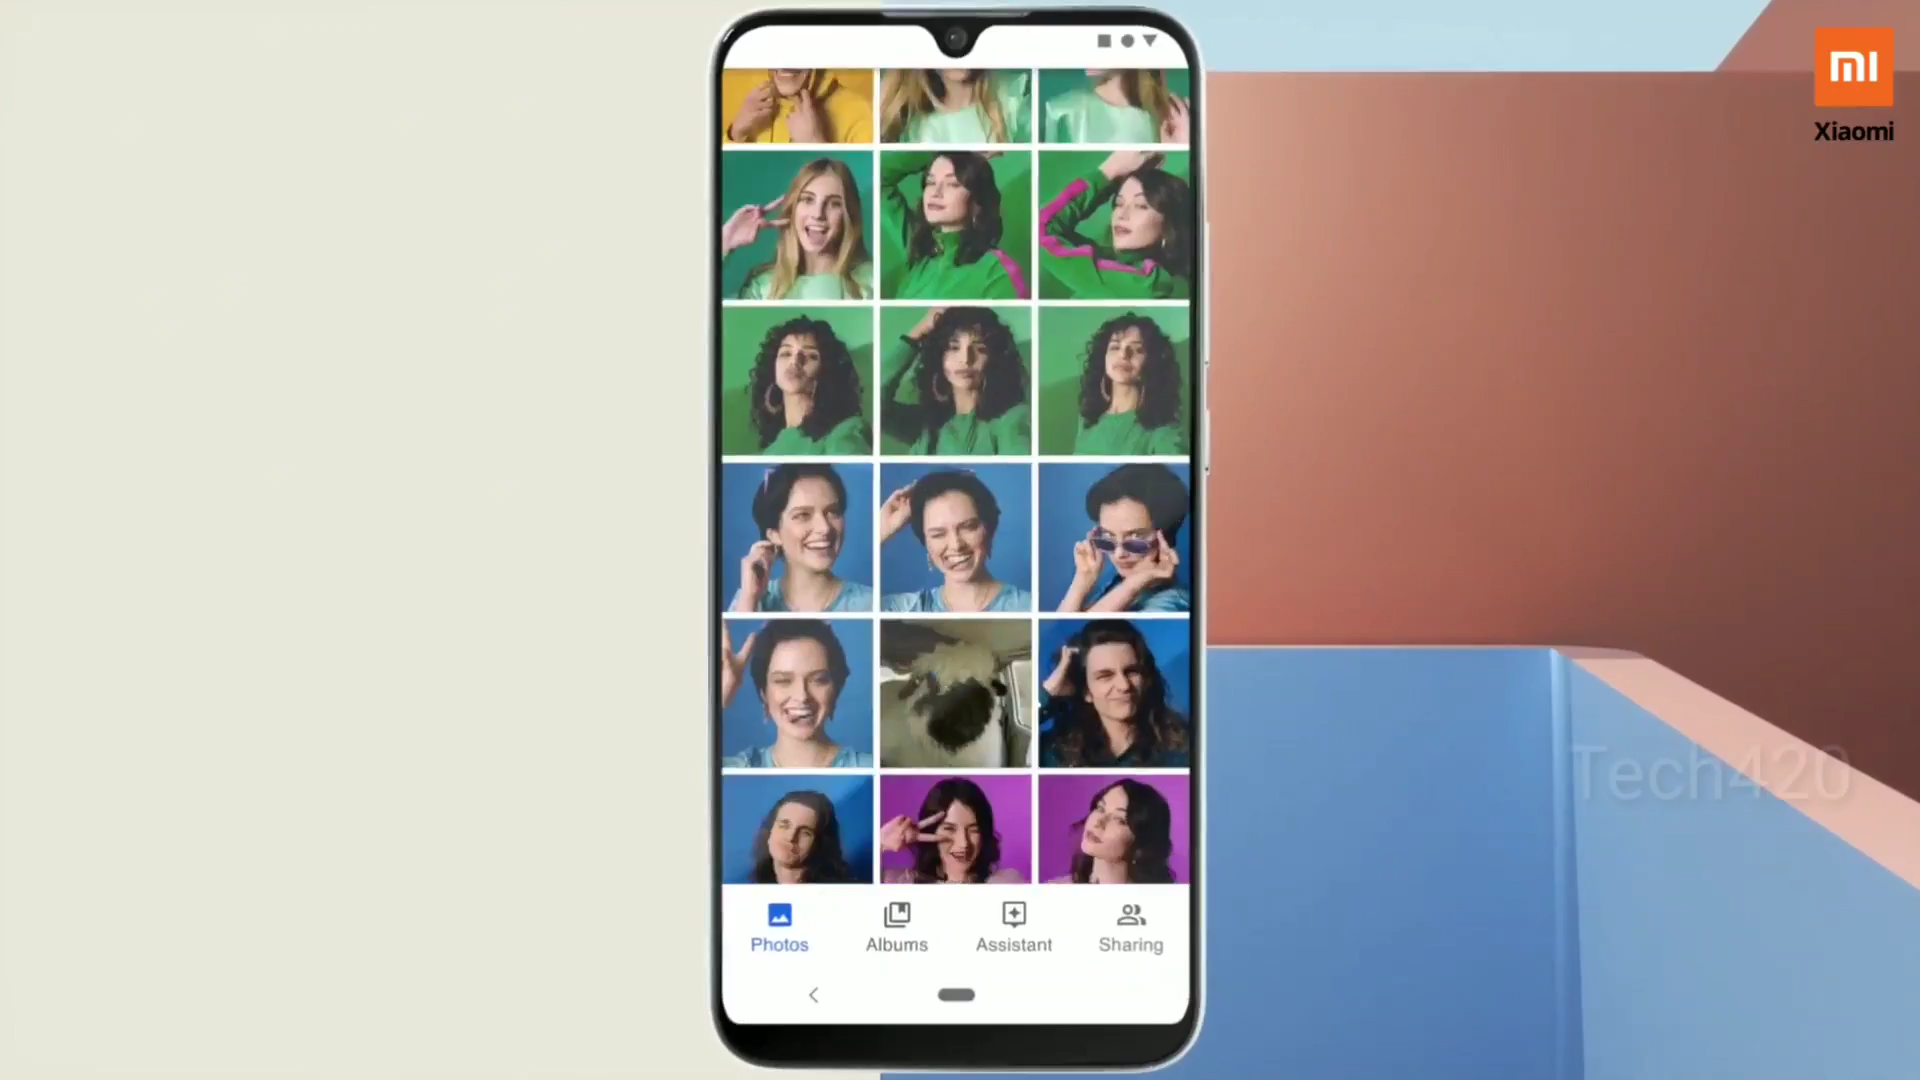 mi
Xiaomi
Tech420
Photos
Albums
Assistant
Sharing